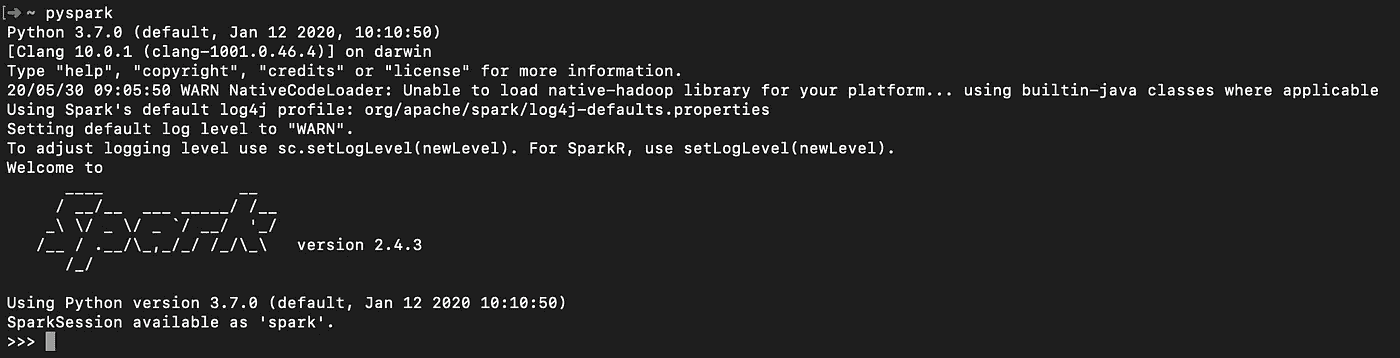 [➜ ~ pyspark
Python 3.7.0 (default, Jan 12 2020, 10:10:50)
[Clang 10.0.1 (clang-1001.0.46.4)] on darwin
Type "help", "copyright", "credits" or "license" for more information.
20/05/30 09:05:50 WARN NativeCodeLoader: Unable to load native-hadoop library for your platform... using builtin-java classes where applicable
Using Spark's default log4j profile: org/apache/spark/log4j-defaults.properties
Setting default log level to "WARN".
To adjust logging level use sc.setLogLevel(newLevel). For SparkR, use setLogLevel(newLevel).
Welcome to
      ____              __
     / __/__  ___ _____/ /__
    _\ \/ _ \/ _ `/ __/  '_/
   /__ / .__/\_,_/_/ /_/\_\   version 2.4.3
      /_/
Using Python version 3.7.0 (default, Jan 12 2020 10:10:50)
SparkSession available as 'spark'.
>>>